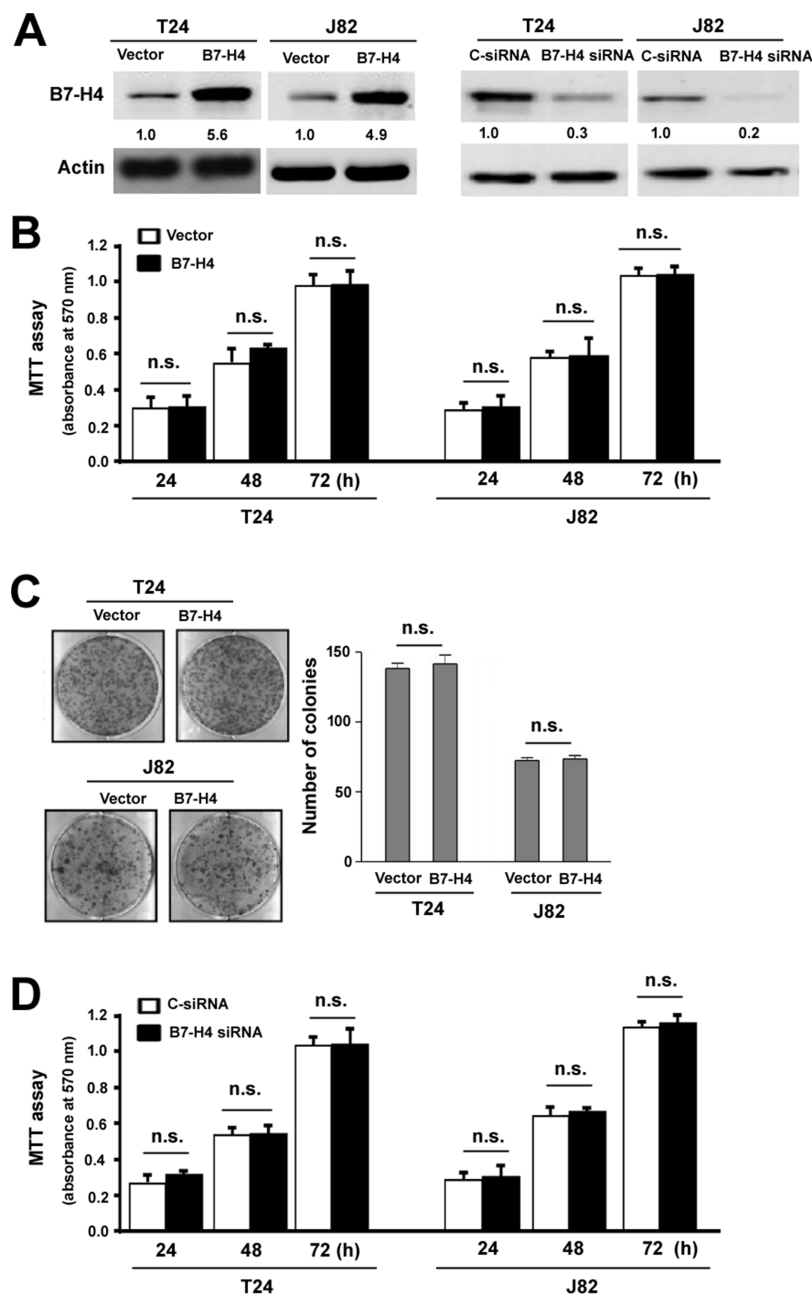 A
T24 J82 T24 J82
Vector B7-H4 Vector B7-H4 C-siRNA B7-H4 siRNA C-siRNA B7-H4 siRNA
B7-H4
1.0 5.6 1.0 4.9 1.0 0.3 1.0 0.2
Actin
B
Vector
B7-H4
MTT assay
(absorbance at 570 nm)
1.2
1.0
0.8
0.6
0.4
0.2
0.0
n.s. n.s. n.s. n.s. n.s. n.s.
24 48 72 (h) 24 48 72 (h)
T24 J82
C
T24
Vector B7-H4
J82
Vector B7-H4
Number of colonies
150
100
50
0
n.s. n.s.
Vector B7-H4 Vector B7-H4
T24 J82
D
C-siRNA
B7-H4 siRNA
MTT assay
(absorbance at 570 nm)
1.2
1.0
0.8
0.6
0.4
0.2
0.0
n.s. n.s. n.s. n.s. n.s. n.s.
24 48 72 (h) 24 48 72 (h)
T24 J82